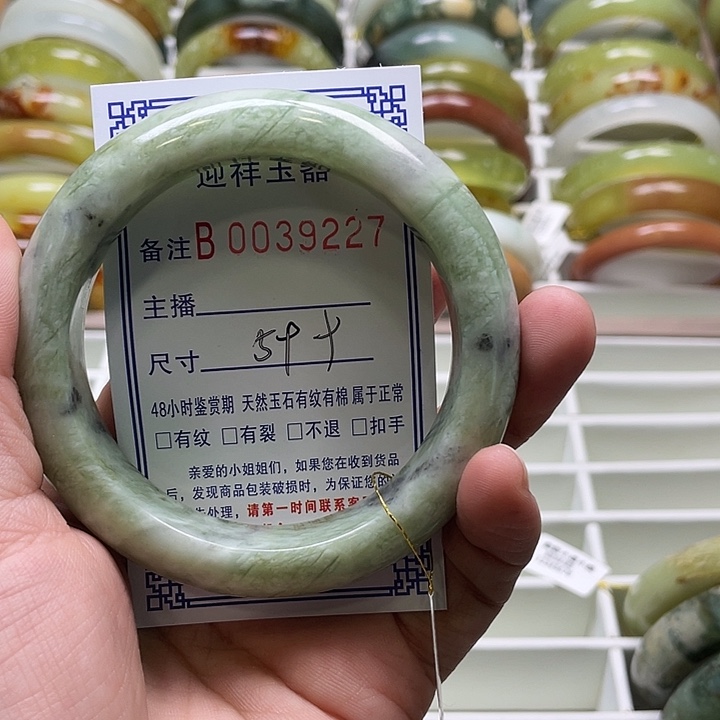 迎祥玉器
备注B 0039227
主播
尺寸 59寸
48小时鉴赏期 天然玉石有纹有棉 属于正常
□有纹 □有裂 □不退 □扣手
亲爱的小姐姐们，如果您在收到货品
后，发现商品包装破损时，为保证您的
处理，请第一时间联系客